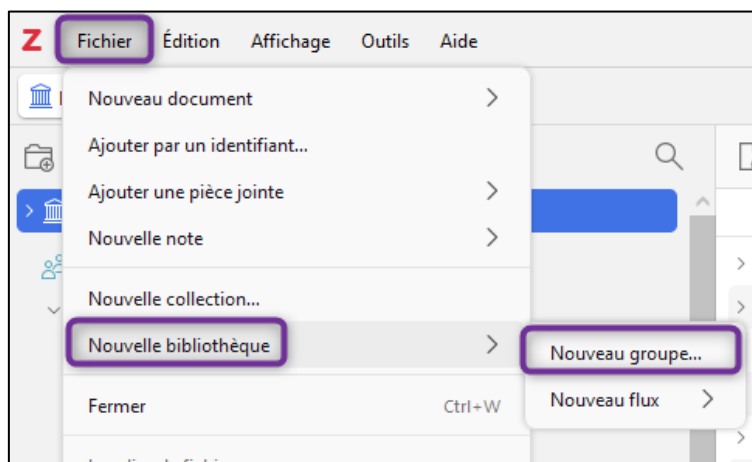 Z Fichier Édition Affichage Outils Aide
Nouveau document
Ajouter par un identifiant...
Ajouter une pièce jointe
Nouvelle note
Nouvelle collection...
Nouvelle bibliothèque
Nouveau groupe...
Nouveau flux
Fermer Ctrl+W